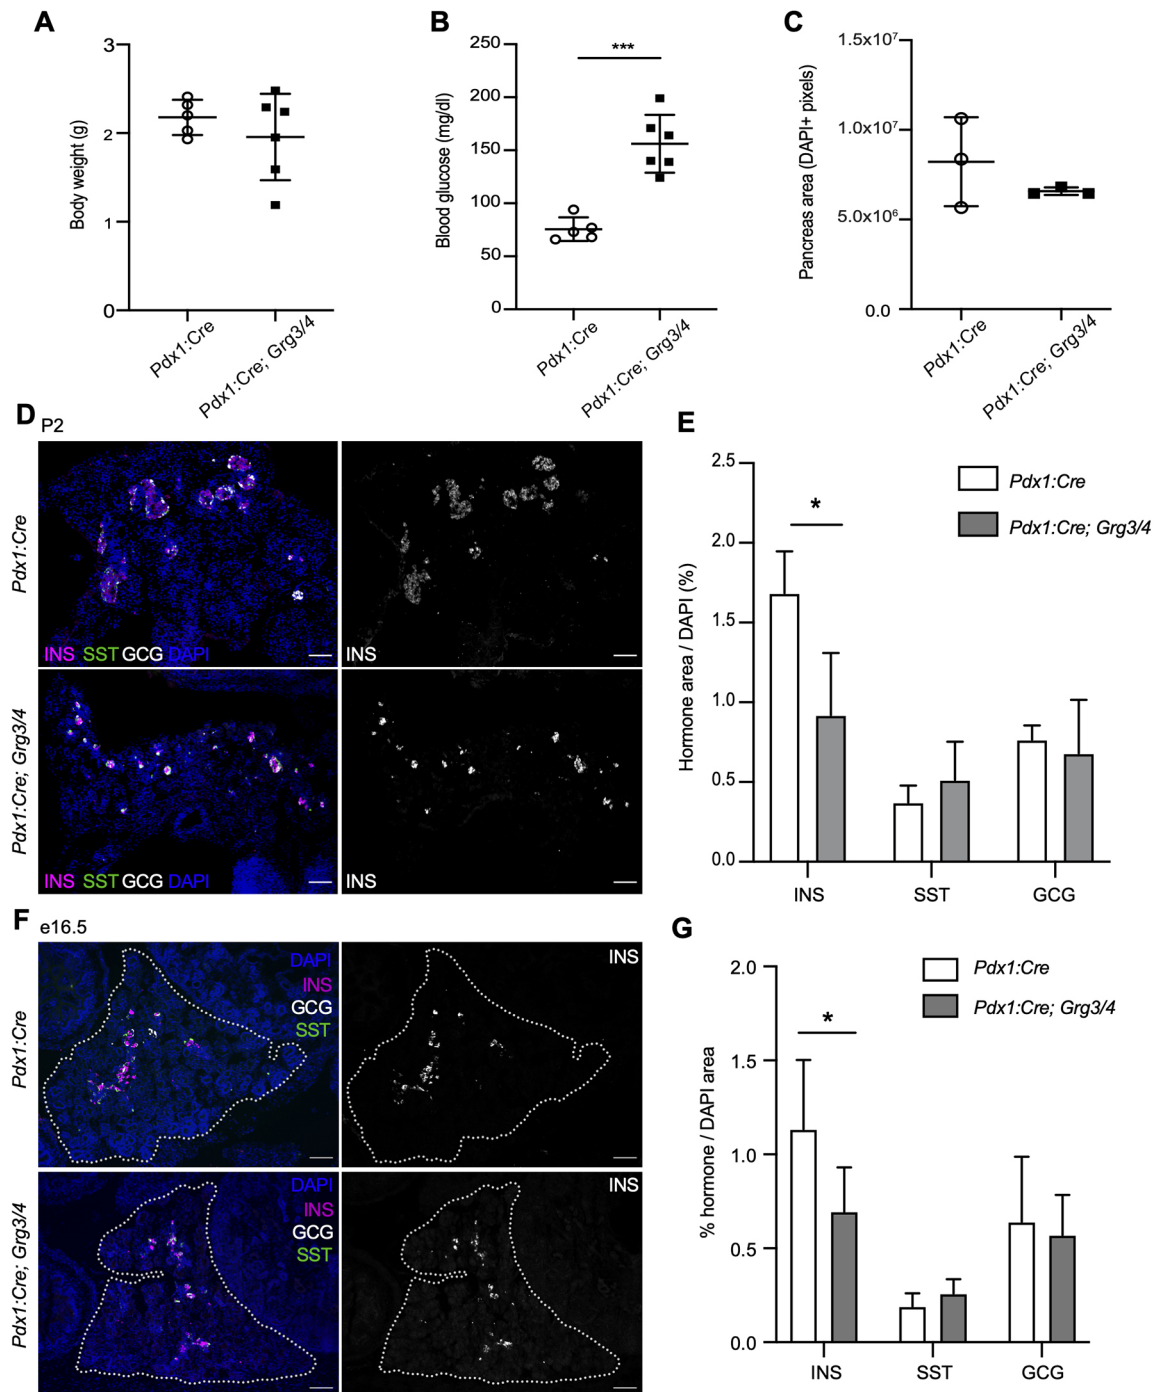 A
3
2
1
0
Body weight (g)
Pdx1:Cre
Pdx1:Cre; Grg3/4
B
250
200
150
100
50
0
Blood glucose (mg/dl)
***
Pdx1:Cre
Pdx1:Cre; Grg3/4
C
1.5x10⁷
1.0x10⁷
5.0x10⁶
0.0
Pancreas area (DAPI+ pixels)
Pdx1:Cre
Pdx1:Cre; Grg3/4
D
P2
Pdx1:Cre
INS SST GCG DAPI
INS
Pdx1:Cre; Grg3/4
INS SST GCG DAPI
INS
E
2.5
2.0
1.5
1.0
0.5
0.0
Hormone area / DAPI (%)
*
Pdx1:Cre
Pdx1:Cre; Grg3/4
INS
SST
GCG
F
e16.5
Pdx1:Cre
DAPI
INS
GCG
SST
INS
Pdx1:Cre; Grg3/4
DAPI
INS
GCG
SST
INS
G
2.0
1.5
1.0
0.5
0.0
% hormone / DAPI area
*
Pdx1:Cre
Pdx1:Cre; Grg3/4
INS
SST
GCG